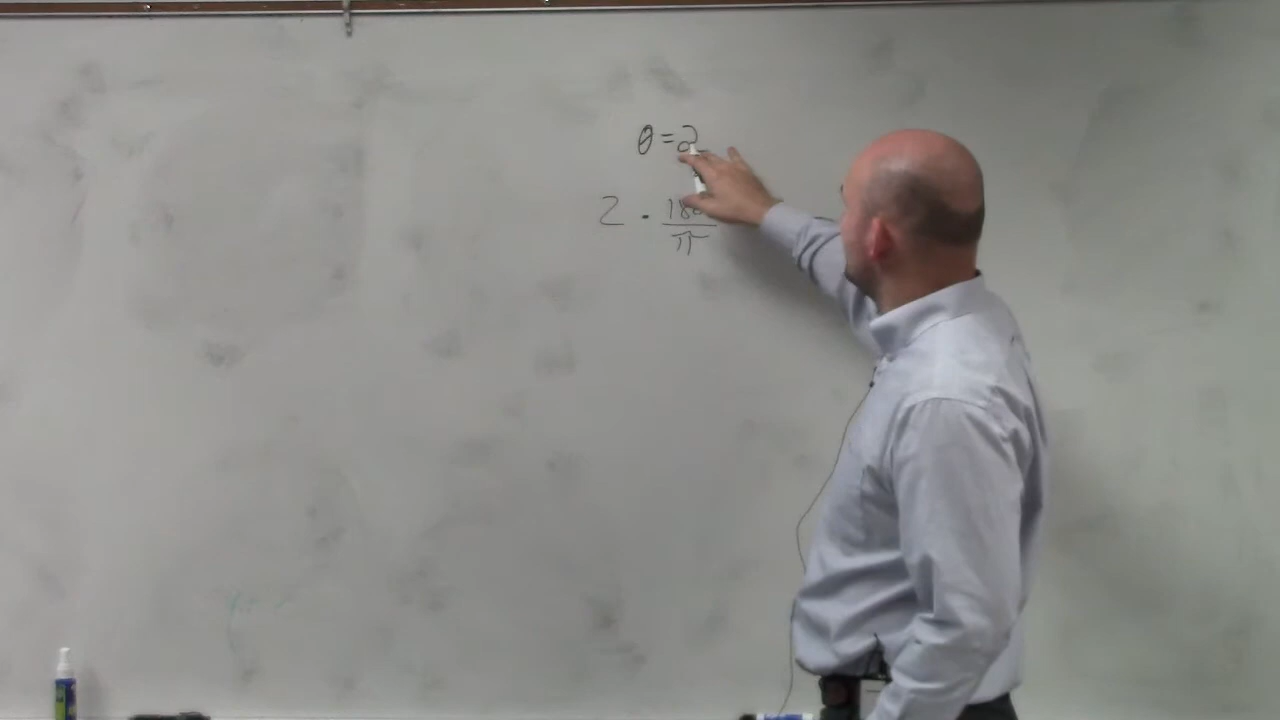 θ = 2
2 · 180/π